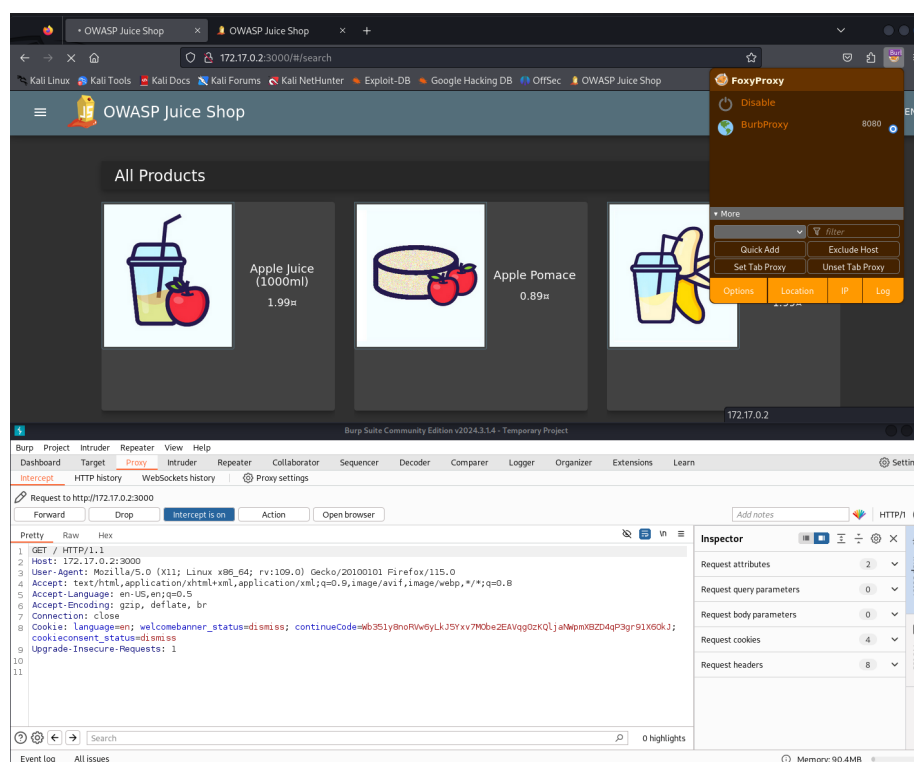 • OWASP Juice Shop × OWASP Juice Shop × +
172.17.0.2:3000/#/search
Kali Linux Kali Tools Kali Docs Kali Forums Kali NetHunter Exploit-DB Google Hacking DB OffSec OWASP Juice Shop
FoxyProxy
Disable
BurbProxy 8080
OWASP Juice Shop
EN
All Products
Apple Juice
(1000ml)
1.99¤
Apple Pomace
0.89¤
1.99¤
More
filter
Quick Add Exclude Host
Set Tab Proxy Unset Tab Proxy
Options Location IP Log
172.17.0.2
Burp Suite Community Edition v2024.3.1.4 - Temporary Project
Burp Project Intruder Repeater View Help
Dashboard Target Proxy Intruder Repeater Collaborator Sequencer Decoder Comparer Logger Organizer Extensions Learn Settin
Intercept HTTP history WebSockets history Proxy settings
Request to http://172.17.0.2:3000
Forward Drop Intercept is on Action Open browser Add notes HTTP/1
Pretty Raw Hex \n
Inspector
1 GET / HTTP/1.1
2 Host: 172.17.0.2:3000
3 User-Agent: Mozilla/5.0 (X11; Linux x86_64; rv:109.0) Gecko/20100101 Firefox/115.0
4 Accept: text/html,application/xhtml+xml,application/xml;q=0.9,image/avif,image/webp,*/*;q=0.8
5 Accept-Language: en-US,en;q=0.5
6 Accept-Encoding: gzip, deflate, br
7 Connection: close
8 Cookie: language=en; welcomebanner_status=dismiss; continueCode=Wb351y8noRVw6yLkJ5Yxv7MObe2EAVqgOzKQljaNWpmXBZD4qP3gr91X6OkJ;
cookieconsent_status=dismiss
9 Upgrade-Insecure-Requests: 1
10
11
Request attributes 2
Request query parameters 0
Request body parameters 0
Request cookies 4
Request headers 8
Search 0 highlights
Event log All issues Memory: 90.4MB